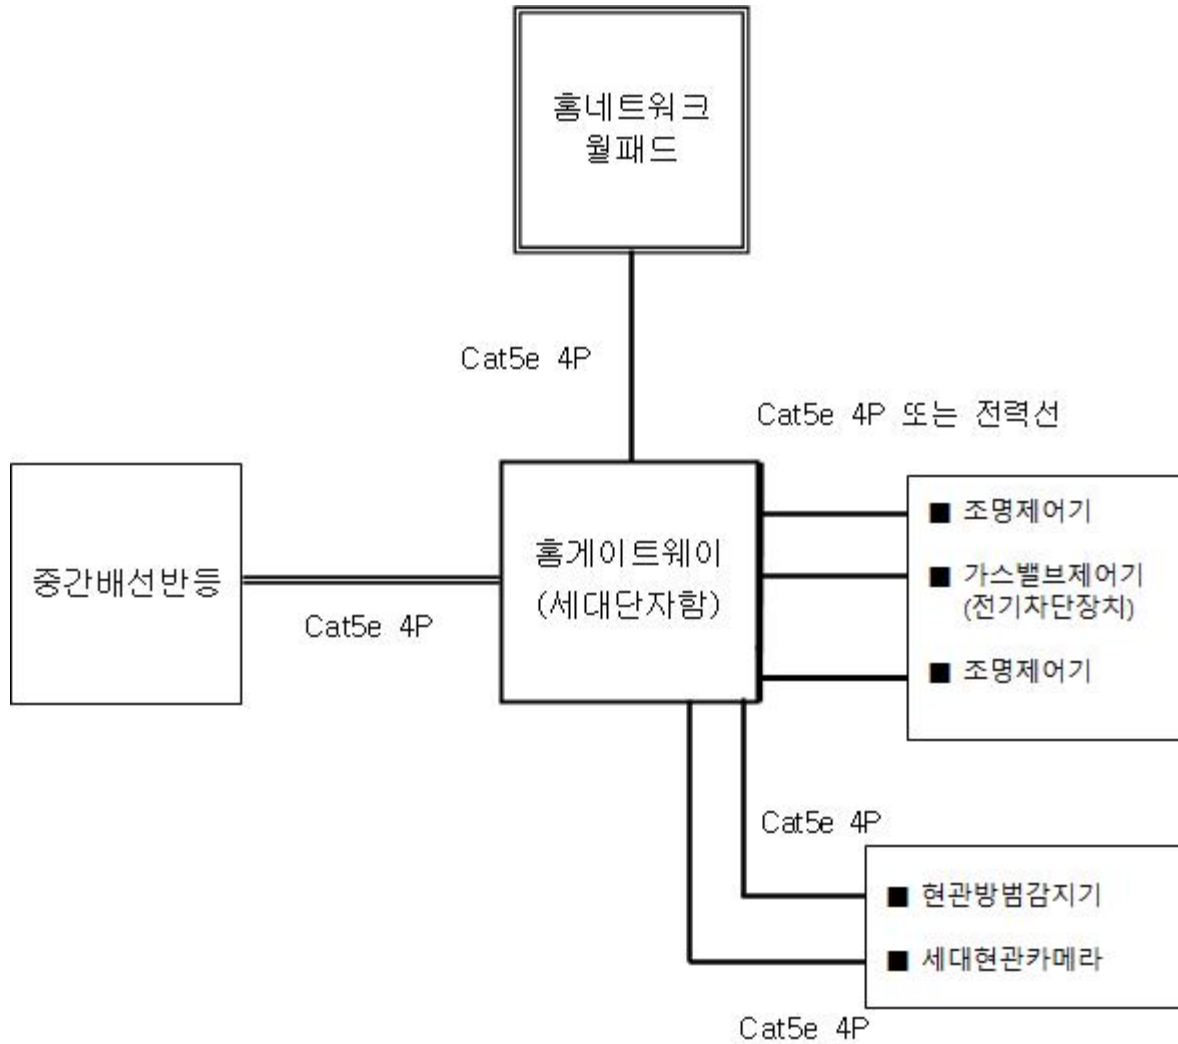 홈네트워크
월패드
Cat5e 4P
Cat5e 4P 또는 전력선
중간배선반등
Cat5e 4P
홈게이트웨이
(세대단자함)
■ 조명제어기
■ 가스밸브제어기
(전기차단장치)
■ 조명제어기
Cat5e 4P
■ 현관방범감지기
■ 세대현관카메라
Cat5e 4P